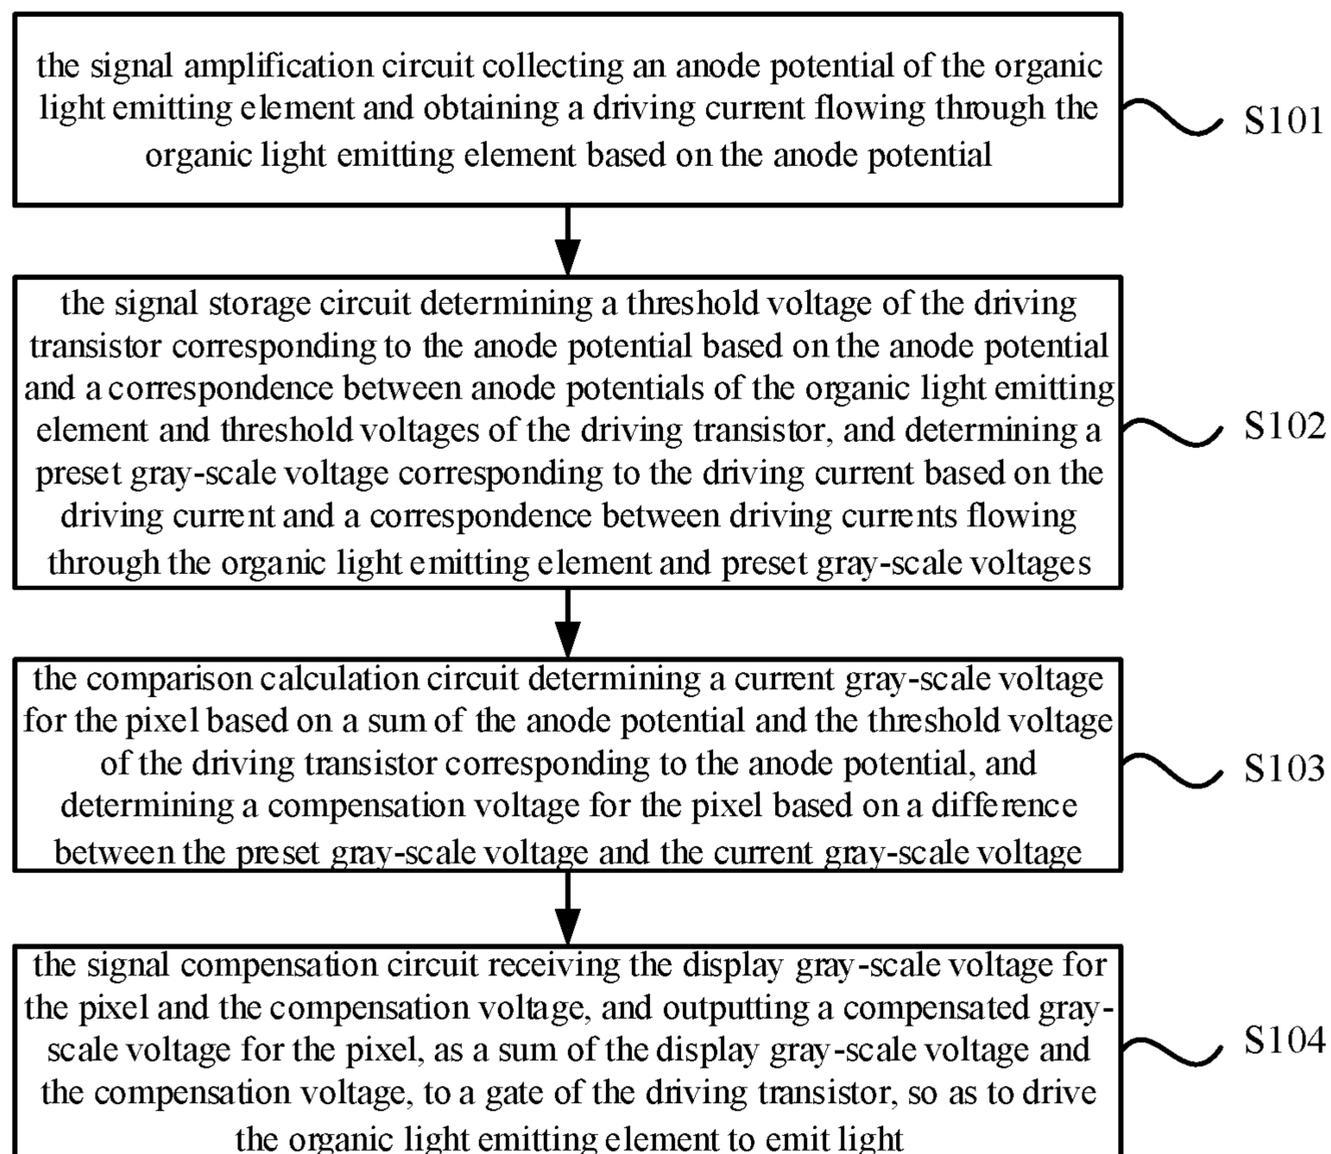 the signal amplification circuit collecting an anode potential of the organic
light emitting element and obtaining a driving current flowing through the
organic light emitting element based on the anode potential
S101
the signal storage circuit determining a threshold voltage of the driving
transistor corresponding to the anode potential based on the anode potential
and a correspondence between anode potentials of the organic light emitting
element and threshold voltages of the driving transistor, and determining a
preset gray-scale voltage corresponding to the driving current based on the
driving current and a correspondence between driving currents flowing
through the organic light emitting element and preset gray-scale voltages
S102
the comparison calculation circuit determining a current gray-scale voltage
for the pixel based on a sum of the anode potential and the threshold voltage
of the driving transistor corresponding to the anode potential, and
determining a compensation voltage for the pixel based on a difference
between the preset gray-scale voltage and the current gray-scale voltage
S103
the signal compensation circuit receiving the display gray-scale voltage for
the pixel and the compensation voltage, and outputting a compensated gray-
scale voltage for the pixel, as a sum of the display gray-scale voltage and
the compensation voltage, to a gate of the driving transistor, so as to drive
the organic light emitting element to emit light
S104